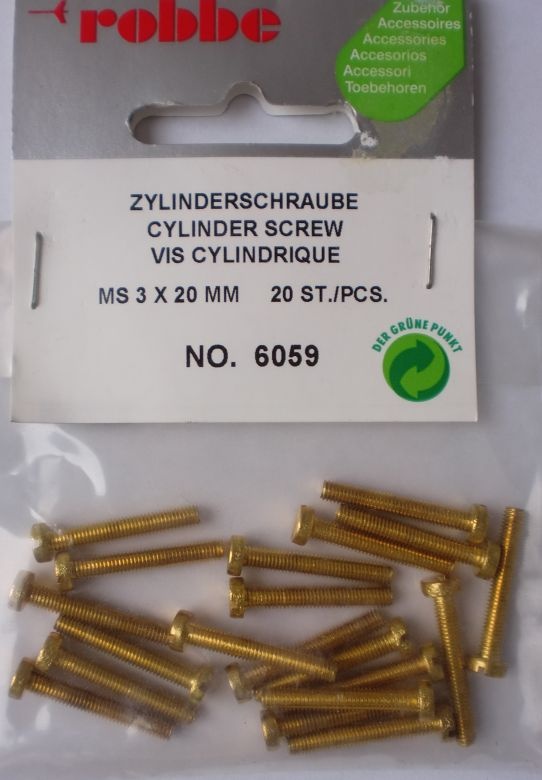 robbe
Zubehör
Accessoires
Accessories
Accesorios
Accessori
Toebehoren
ZYLINDERSCHRAUBE
CYLINDER SCREW
VIS CYLINDRIQUE
MS 3 X 20 MM 20 ST./PCS.
NO. 6059
DER GRÜNE PUNKT